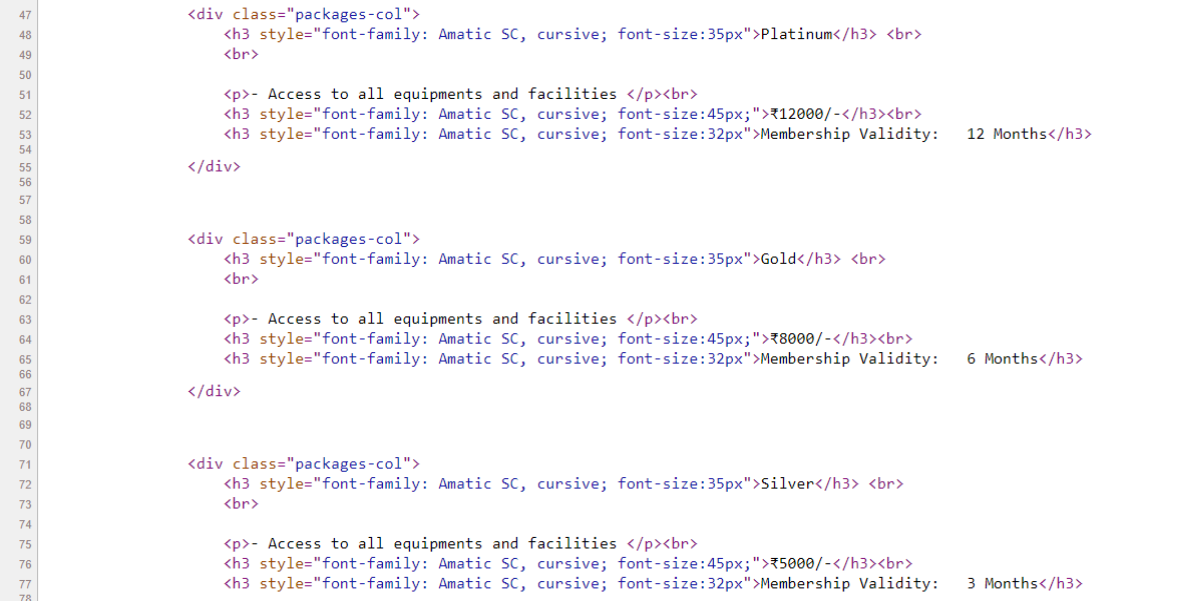 47 <div class="packages-col">
48 <h3 style="font-family: Amatic SC, cursive; font-size:35px">Platinum</h3> <br>
49 <br>
50
51 <p>- Access to all equipments and facilities </p><br>
52 <h3 style="font-family: Amatic SC, cursive; font-size:45px;">₹12000/-</h3><br>
53 <h3 style="font-family: Amatic SC, cursive; font-size:32px">Membership Validity:   12 Months</h3>
54
55 </div>
56
57
58
59 <div class="packages-col">
60 <h3 style="font-family: Amatic SC, cursive; font-size:35px">Gold</h3> <br>
61 <br>
62
63 <p>- Access to all equipments and facilities </p><br>
64 <h3 style="font-family: Amatic SC, cursive; font-size:45px;">₹8000/-</h3><br>
65 <h3 style="font-family: Amatic SC, cursive; font-size:32px">Membership Validity:   6 Months</h3>
66
67 </div>
68
69
70
71 <div class="packages-col">
72 <h3 style="font-family: Amatic SC, cursive; font-size:35px">Silver</h3> <br>
73 <br>
74
75 <p>- Access to all equipments and facilities </p><br>
76 <h3 style="font-family: Amatic SC, cursive; font-size:45px;">₹5000/-</h3><br>
77 <h3 style="font-family: Amatic SC, cursive; font-size:32px">Membership Validity:   3 Months</h3>
78